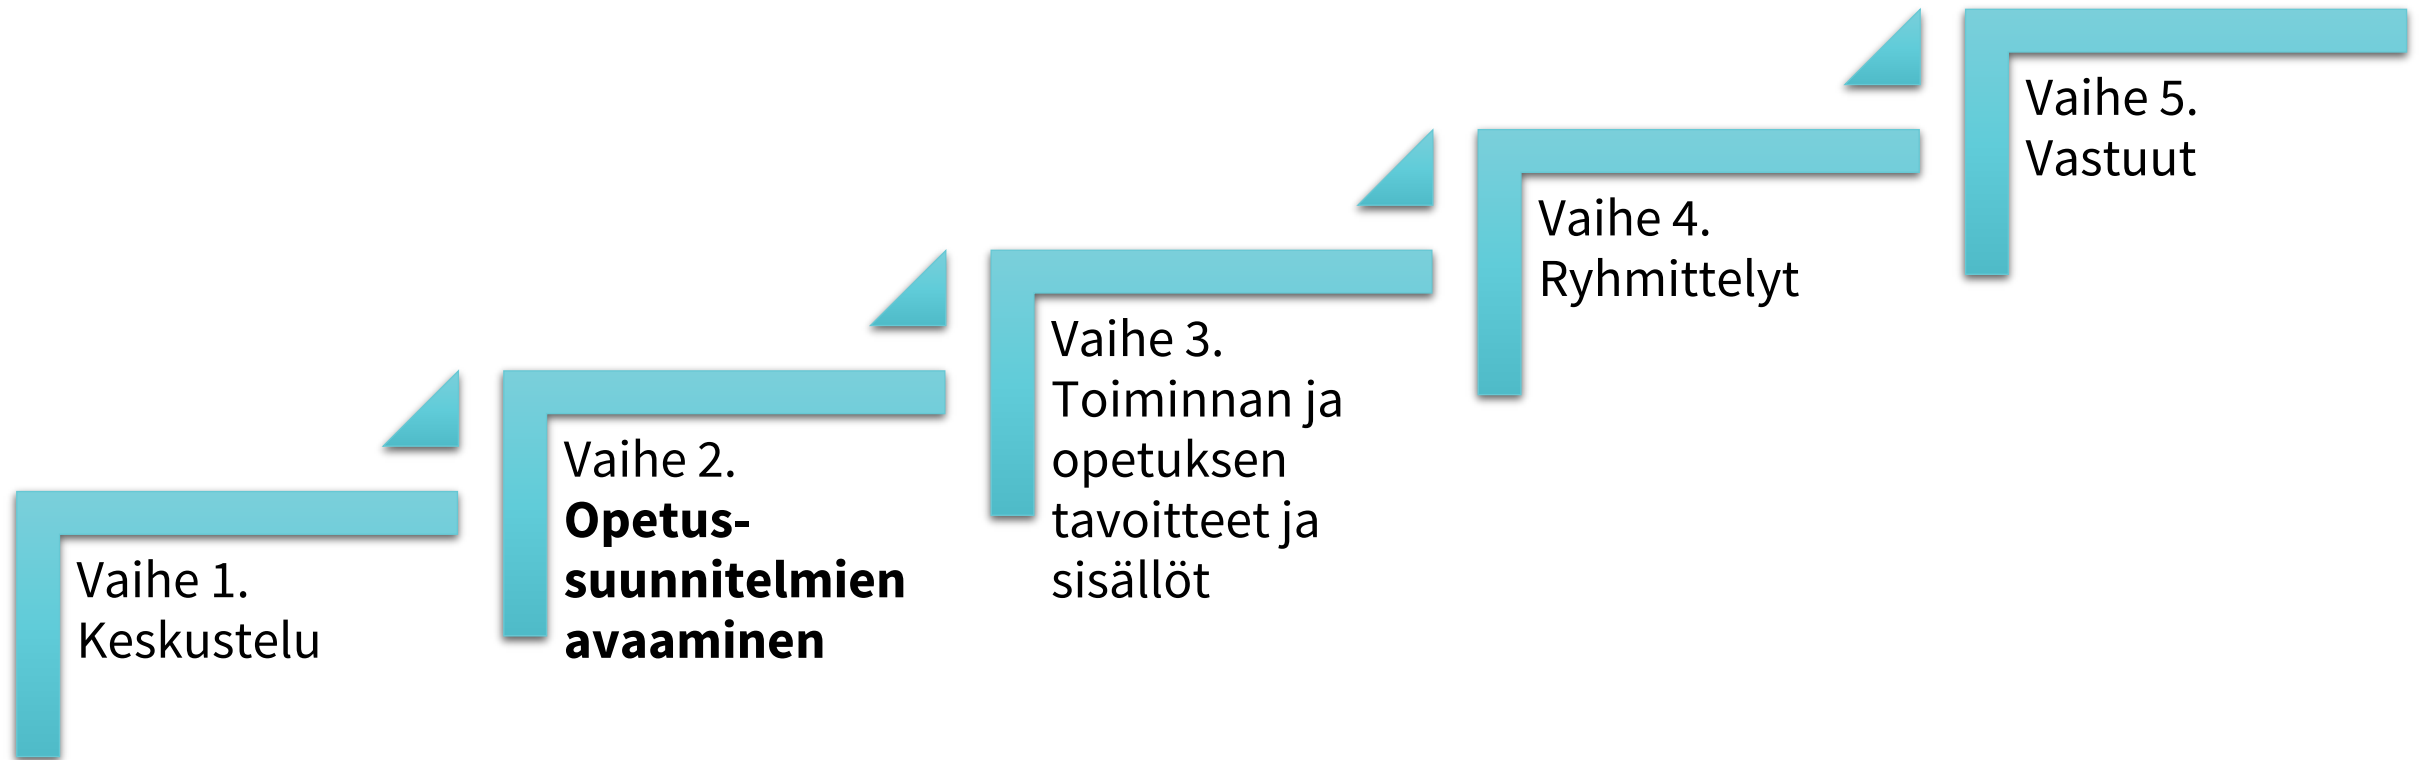 Vaihe 1.
Keskustelu
Vaihe 2.
Opetus-
suunnitelmien
avaaminen
Vaihe 3.
Toiminnan ja
opetuksen
tavoitteet ja
sisällöt
Vaihe 4.
Ryhmittelyt
Vaihe 5.
Vastuut